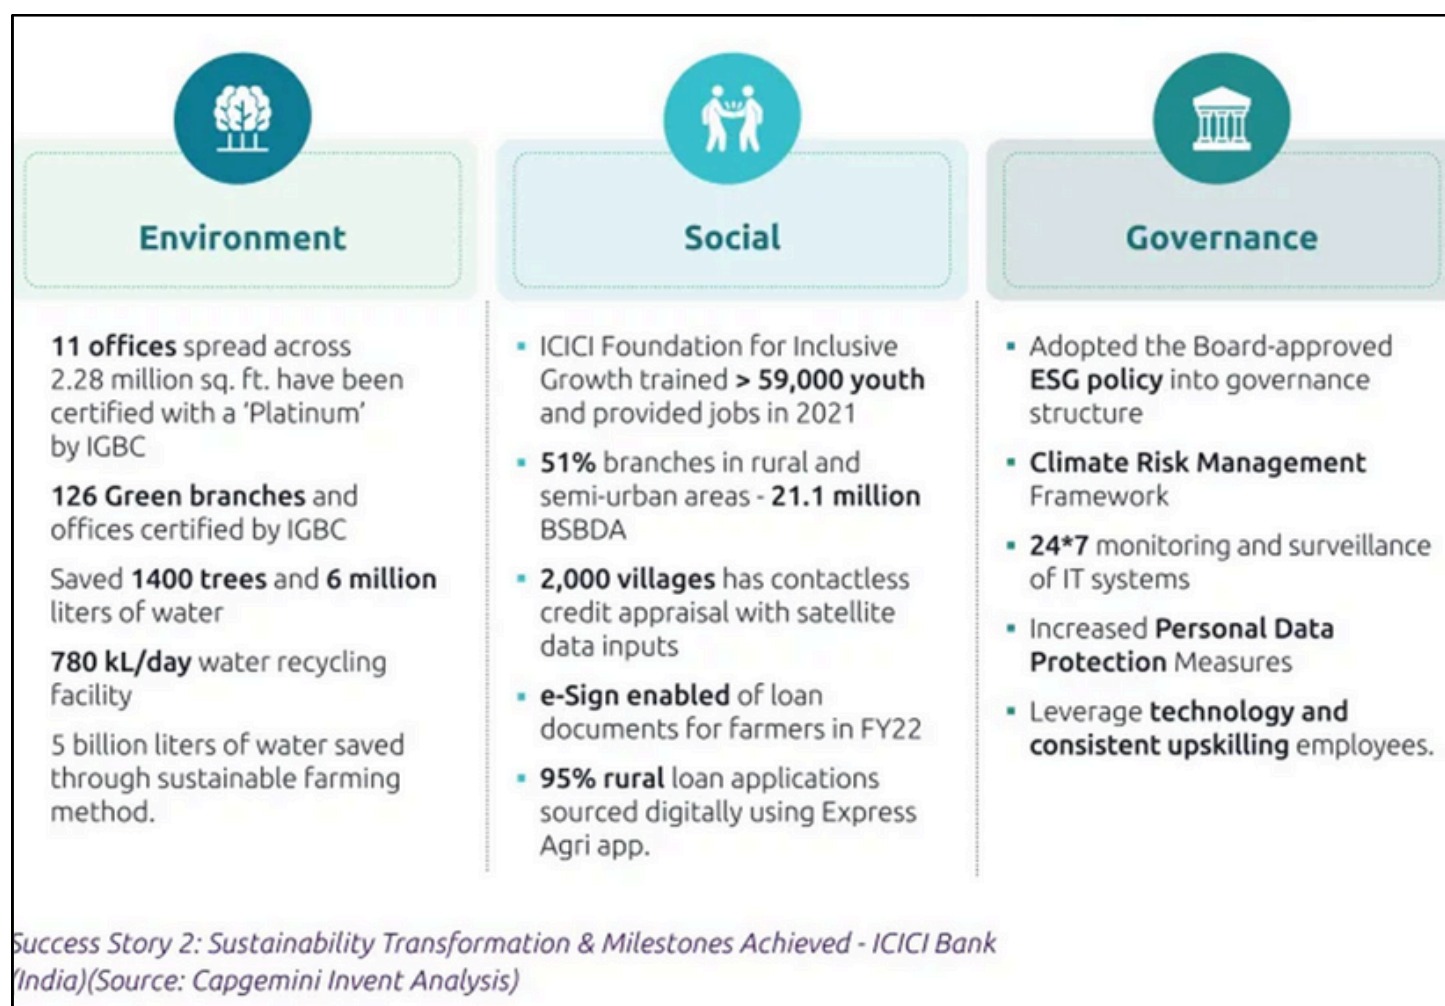 Environment
11 offices spread across
2.28 million sq. ft. have been
certified with a ‘Platinum’
by IGBC
126 Green branches and
offices certified by IGBC
Saved 1400 trees and 6 million
liters of water
780 kL/day water recycling
facility
5 billion liters of water saved
through sustainable farming
method.
Social
▪ ICICI Foundation for Inclusive
Growth trained > 59,000 youth
and provided jobs in 2021
▪ 51% branches in rural and
semi-urban areas - 21.1 million
BSBDA
▪ 2,000 villages has contactless
credit appraisal with satellite
data inputs
▪ e-Sign enabled of loan
documents for farmers in FY22
▪ 95% rural loan applications
sourced digitally using Express
Agri app.
Governance
▪ Adopted the Board-approved
ESG policy into governance
structure
▪ Climate Risk Management
Framework
▪ 24*7 monitoring and surveillance
of IT systems
▪ Increased Personal Data
Protection Measures
▪ Leverage technology and
consistent upskilling employees.
Success Story 2: Sustainability Transformation & Milestones Achieved - ICICI Bank
(India)(Source: Capgemini Invent Analysis)